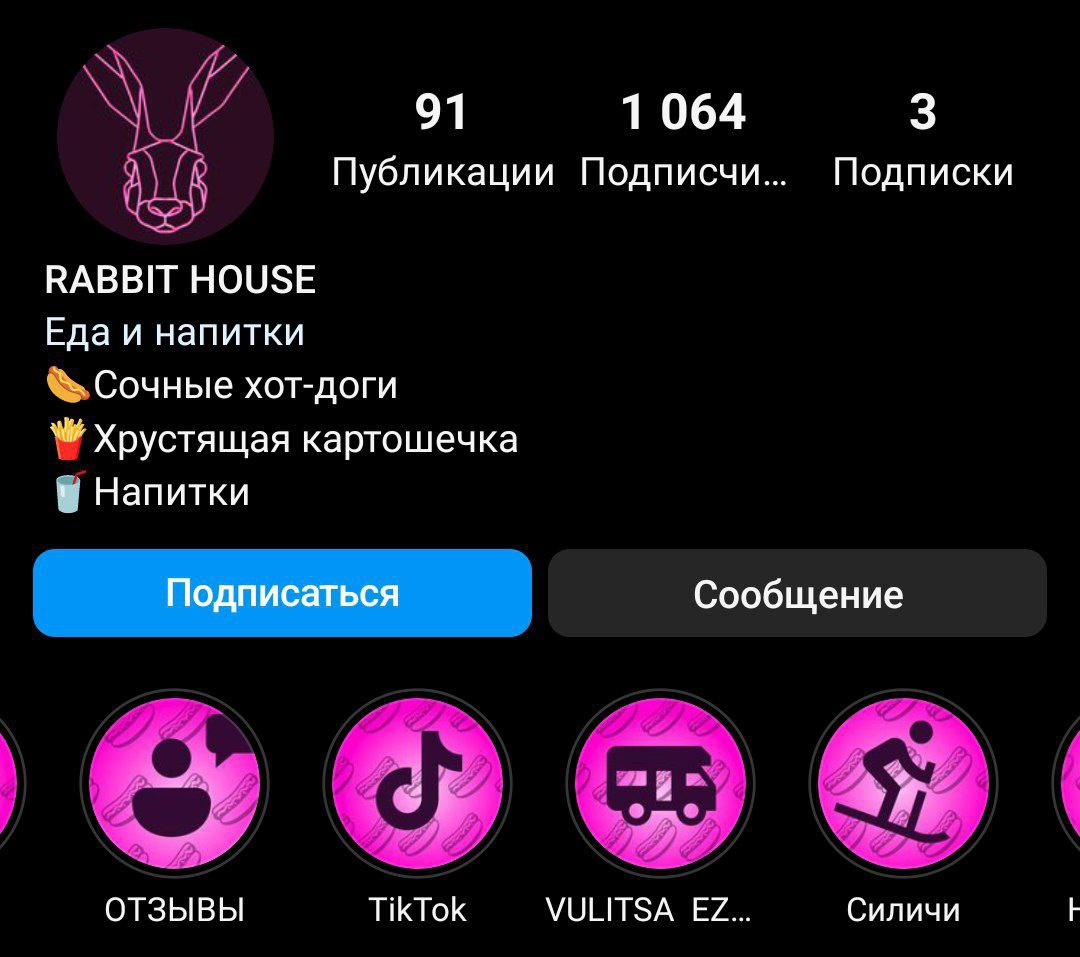 91 1 064 3
Публикации Подписчи... Подписки
RABBIT HOUSE
Еда и напитки
🌭Сочные хот-доги
🍟Хрустящая картошечка
🥤Напитки
Подписаться Сообщение
ОТЗЫВЫ TikTok VULITSA EZ... Силичи